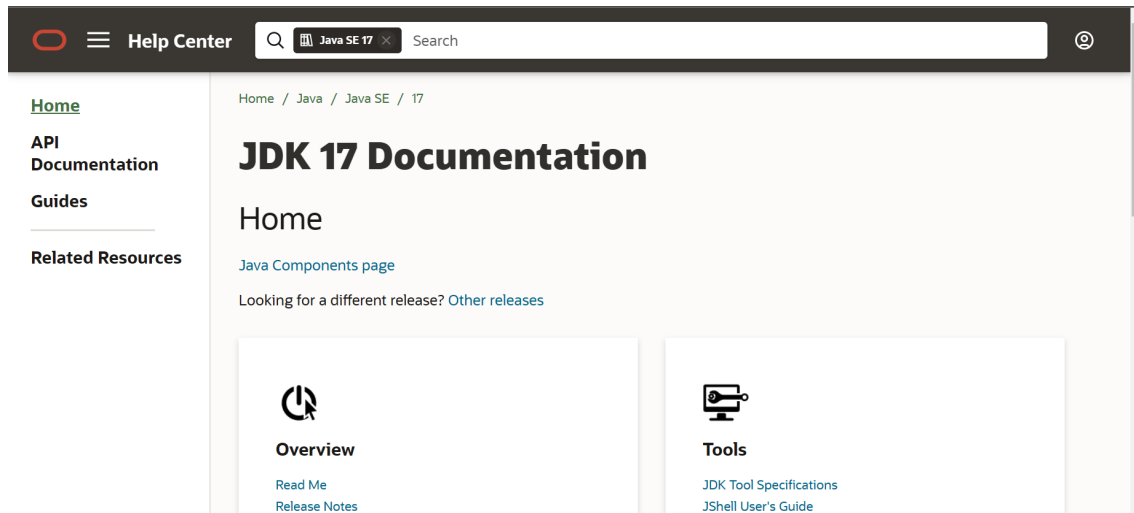 Help Center
Java SE 17
Search
Home
API
Documentation
Guides
Related Resources
Home / Java / Java SE / 17
JDK 17 Documentation
Home
Java Components page
Looking for a different release? Other releases
Overview
Read Me
Release Notes
Tools
JDK Tool Specifications
JShell User's Guide